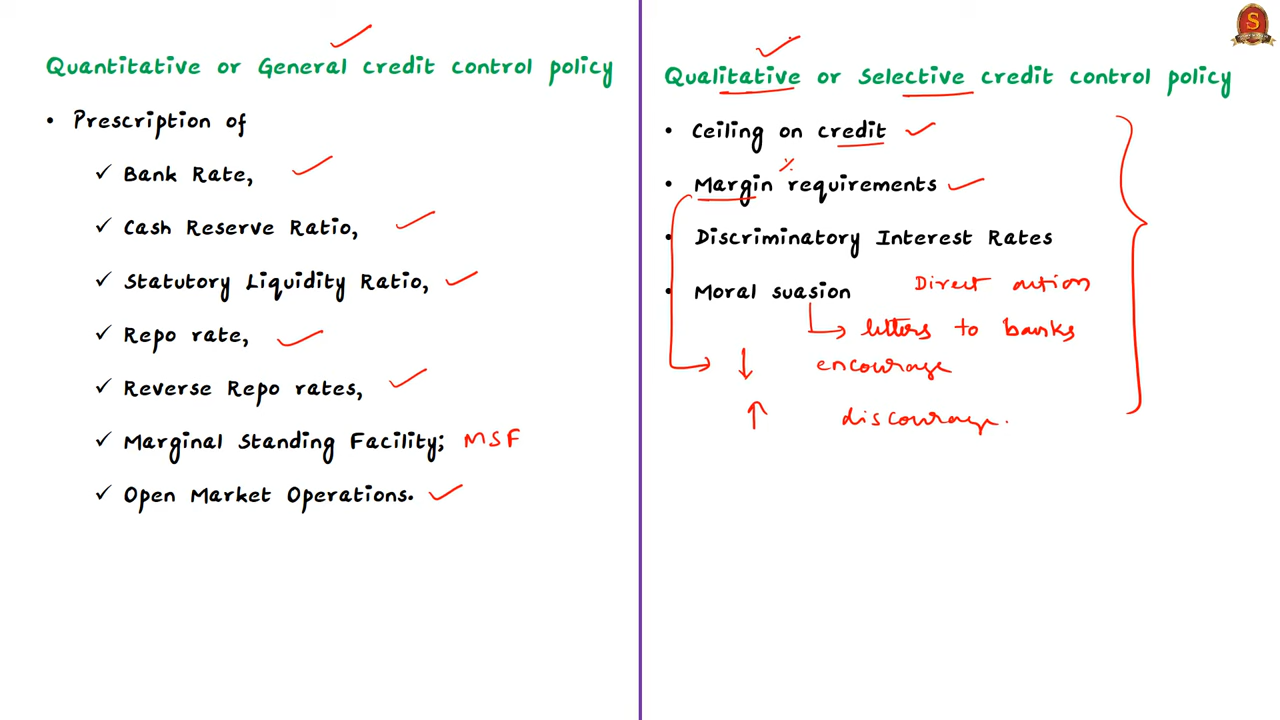 Quantitative or General credit control policy
• Prescription of
✓ Bank Rate,
✓ Cash Reserve Ratio,
✓ Statutory Liquidity Ratio,
✓ Repo rate,
✓ Reverse Repo rates,
✓ Marginal Standing Facility; MSF
✓ Open Market Operations.
S
Qualitative or Selective credit control policy
• Ceiling on credit
%
• Margin requirements
• Discriminatory Interest Rates
• Moral suasion Direct action
letters to banks
↓ encourage
↑ discourage.